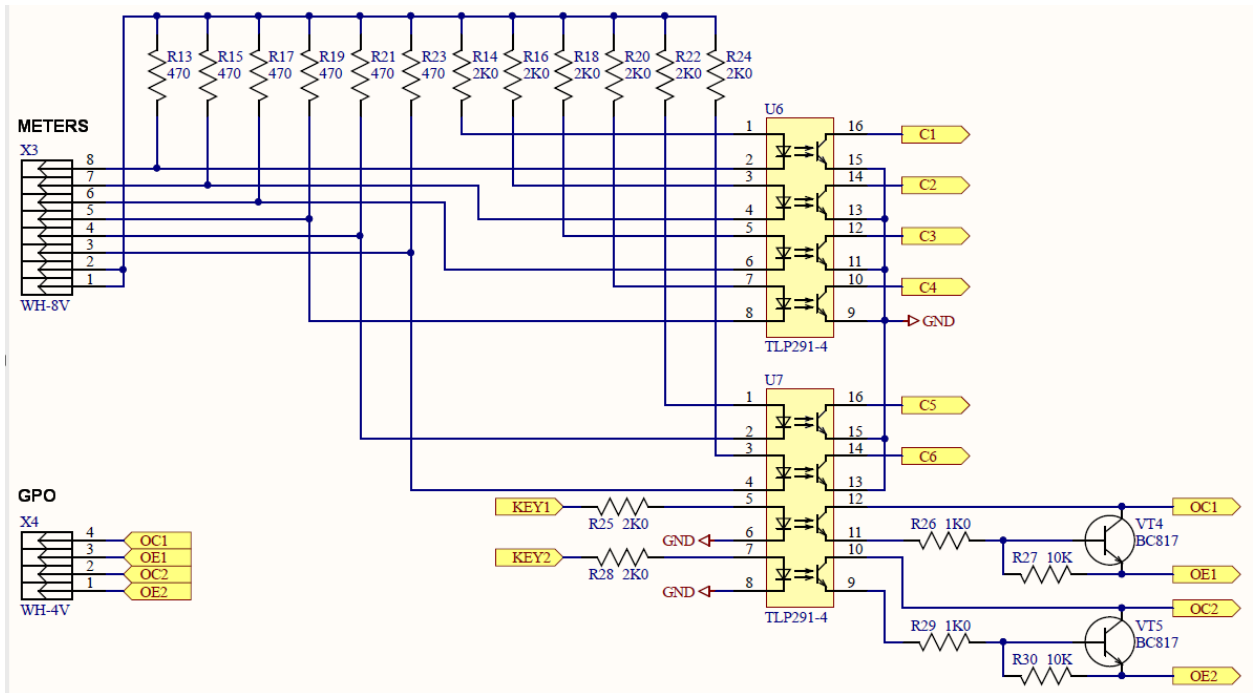 R13 R15 R17 R19 R21 R23 R14 R16 R18 R20 R22 R24
470 470 470 470 470 470 2K0 2K0 2K0 2K0 2K0 2K0
METERS
X3
8
7
6
5
4
3
2
1
WH-8V
U6
1 16 C1
2 15
3 14 C2
4 13
5 12 C3
6 11
7 10 C4
8 9 GND
TLP291-4
U7
1 16 C5
2 15
3 14 C6
4 13
KEY1 5 12 OC1
R25 2K0
GND 6 11 R26 1K0 VT4
BC817
KEY2 7 10 R27 10K OE1
R28 2K0
GND 8 9 OC2
TLP291-4
R29 1K0 VT5
BC817
R30 10K OE2
GPO
X4
4 OC1
3 OE1
2 OC2
1 OE2
WH-4V